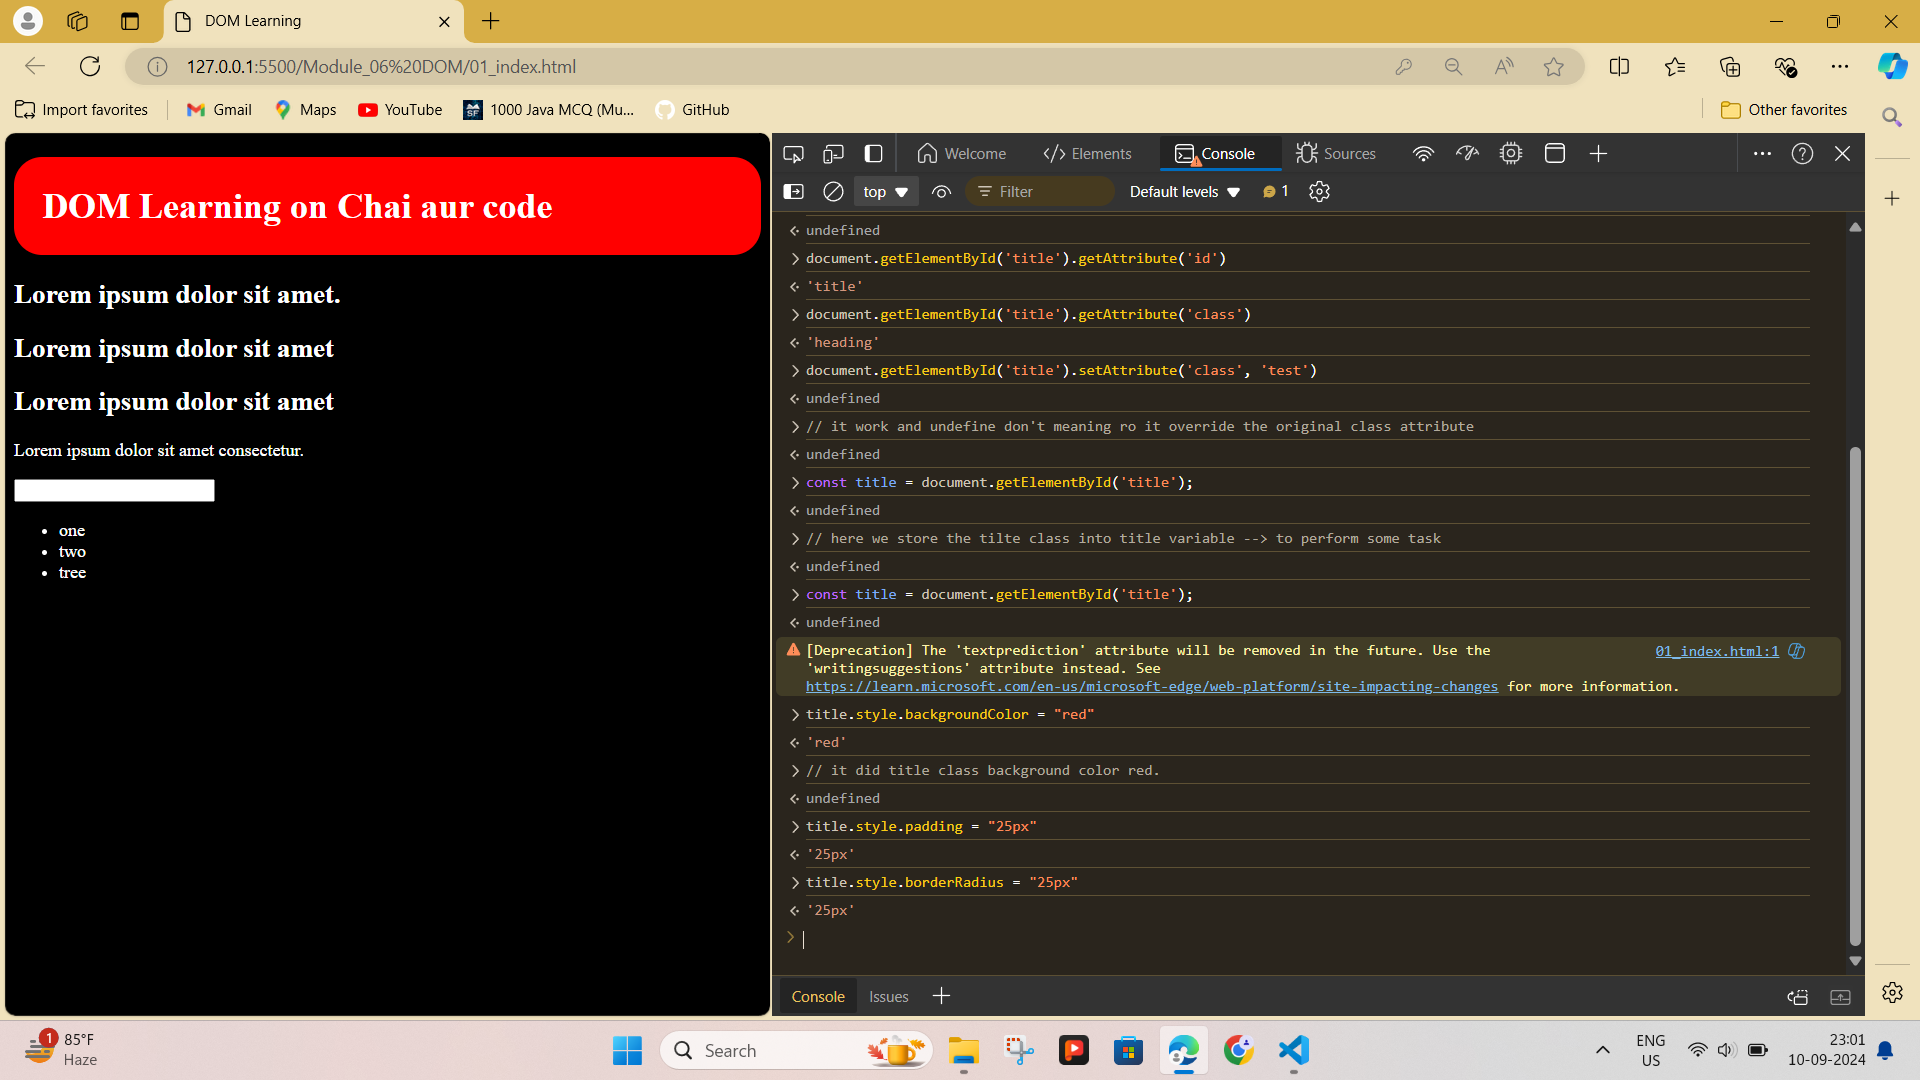 DOM Learning
127.0.0.1:5500/Module_06%20DOM/01_index.html
Import favorites Gmail Maps YouTube 1000 Java MCQ (Mu... GitHub Other favorites
DOM Learning on Chai aur code
Lorem ipsum dolor sit amet.
Lorem ipsum dolor sit amet
Lorem ipsum dolor sit amet
Lorem ipsum dolor sit amet consectetur.
one
two
tree
Welcome Elements Console Sources
top Filter Default levels 1
undefined
document.getElementById('title').getAttribute('id')
'title'
document.getElementById('title').getAttribute('class')
'heading'
document.getElementById('title').setAttribute('class', 'test')
undefined
// it work and undefine don't meaning ro it override the original class attribute
undefined
const title = document.getElementById('title');
undefined
// here we store the tilte class into title variable --> to perform some task
undefined
const title = document.getElementById('title');
undefined
[Deprecation] The 'textprediction' attribute will be removed in the future. Use the 01_index.html:1
'writingsuggestions' attribute instead. See
https://learn.microsoft.com/en-us/microsoft-edge/web-platform/site-impacting-changes for more information.
title.style.backgroundColor = "red"
'red'
// it did title class background color red.
undefined
title.style.padding = "25px"
'25px'
title.style.borderRadius = "25px"
'25px'
Console Issues
1 85°F
Haze
Search
ENG
US
23:01
10-09-2024